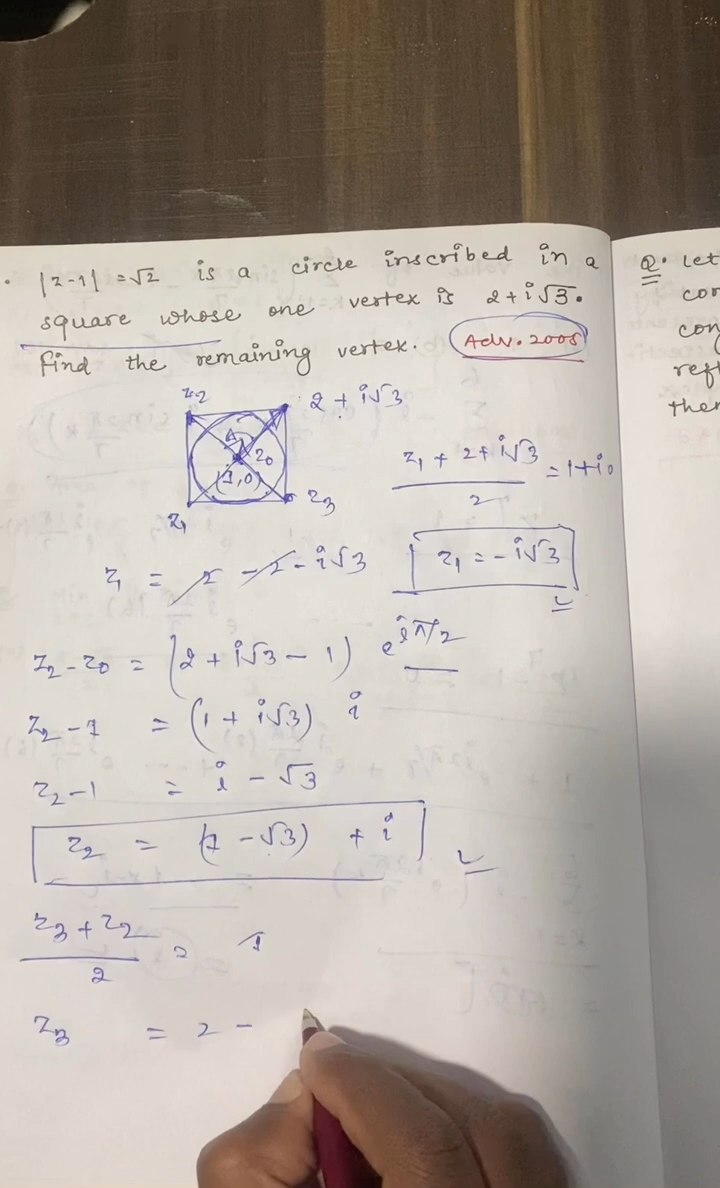 |z-1| = √2 is a circle inscribed in a
square whose one vertex is 2+i√3.
Find the remaining vertex. Adv. 2005
z2
2 + i√3
z0
(1,0)
z1
z3
z1 + 2 + i√3 / 2 = 1+i0
z1 = 2 - 2 - i√3
z1 = -i√3
z2 - z0 = (2 + i√3 - 1) e^iπ/2
z2 - 1 = (1 + i√3) i
z2 - 1 = i - √3
z2 = (1 - √3) + i
z3 + z2 / 2 = 1
z3 = 2 -
Q. Let
con
refl
then